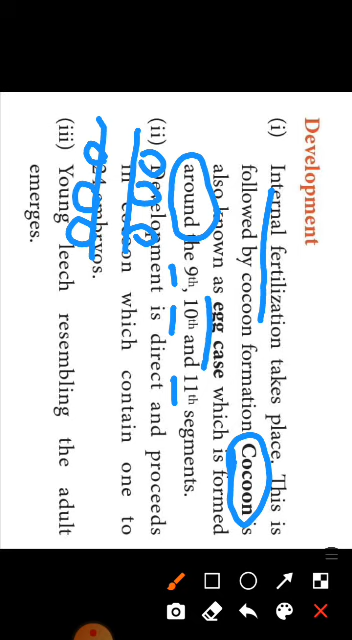 Development
(i) Internal fertilization takes place. This is
followed by cocoon formation. Cocoon is
also known as egg case which is formed
around the 9th, 10th and 11th segments.
(ii) Development is direct and proceeds
in cocoon which contain one to
24 embryos.
(iii) Young leech resembling the adult
emerges.